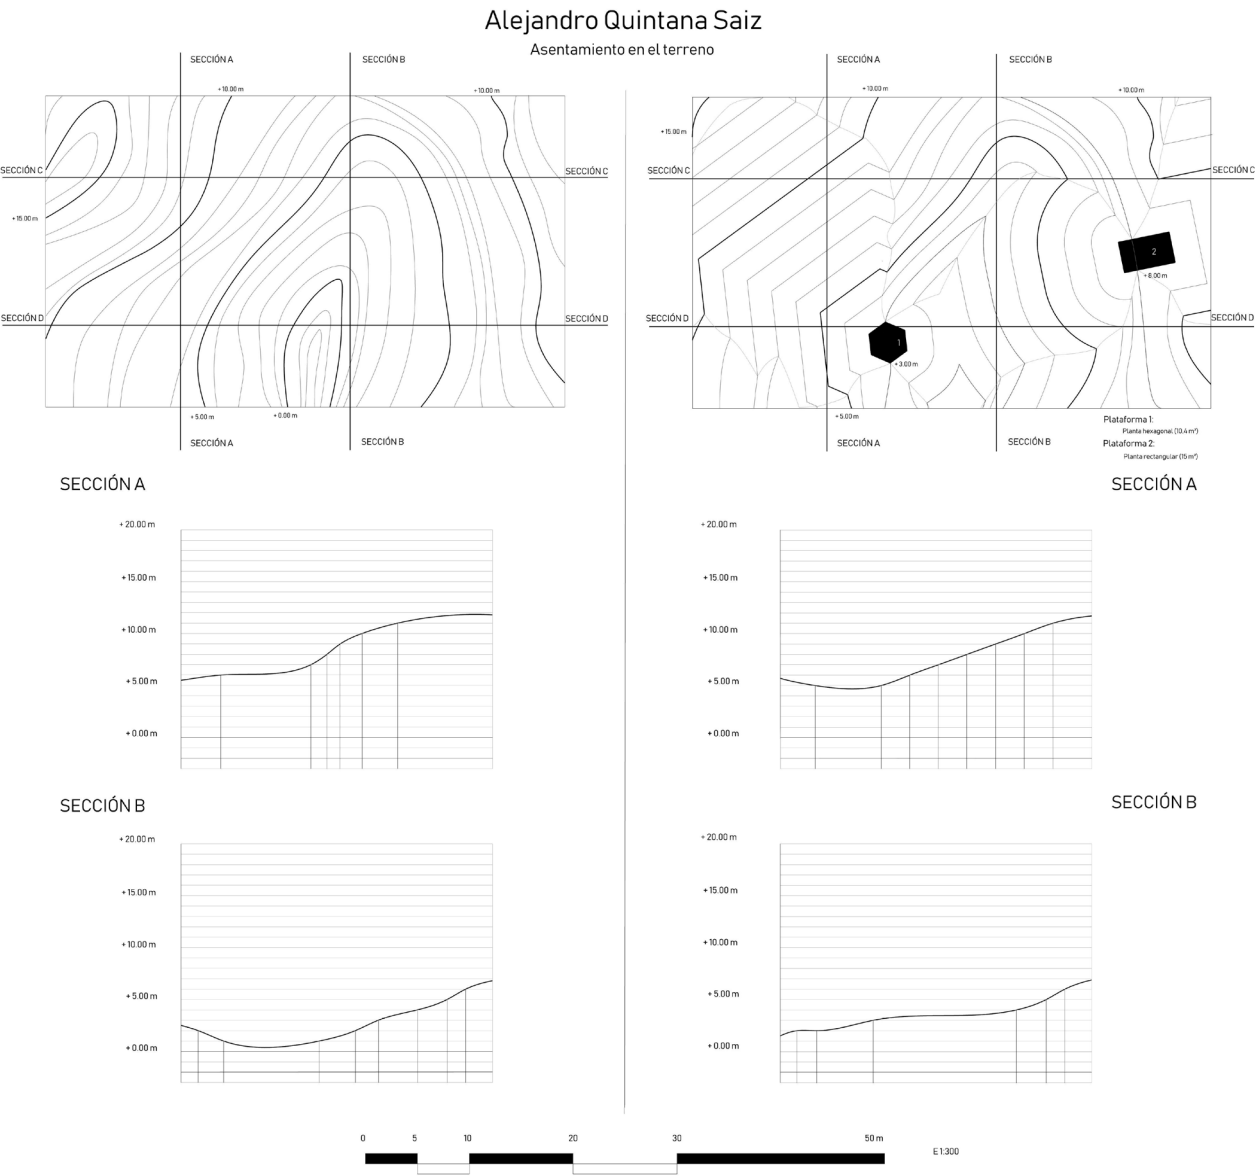 Alejandro Quintana Saiz
Asentamiento en el terreno
SECCIÓN A
SECCIÓN B
+ 10.00 m
+ 10.00 m
SECCIÓN C
SECCIÓN C
+ 15.00 m
SECCIÓN D
SECCIÓN D
+ 5.00 m
+ 0.00 m
SECCIÓN A
SECCIÓN B
SECCIÓN A
SECCIÓN B
+ 10.00 m
+ 15.00 m
SECCIÓN C
SECCIÓN C
2
+ 8.00 m
SECCIÓN D
SECCIÓN D
1
+ 3.00 m
+ 5.00 m
SECCIÓN A
SECCIÓN B
Plataforma 1:
Planta hexagonal (10.4 m²)
Plataforma 2:
Planta rectangular (15 m²)
SECCIÓN A
+ 20.00 m
+ 15.00 m
+ 10.00 m
+ 5.00 m
+ 0.00 m
SECCIÓN A
+ 20.00 m
+ 15.00 m
+ 10.00 m
+ 5.00 m
+ 0.00 m
SECCIÓN B
+ 20.00 m
+ 15.00 m
+ 10.00 m
+ 5.00 m
+ 0.00 m
SECCIÓN B
+ 20.00 m
+ 15.00 m
+ 10.00 m
+ 5.00 m
+ 0.00 m
0 5 10 20 30 50 m
E 1:300